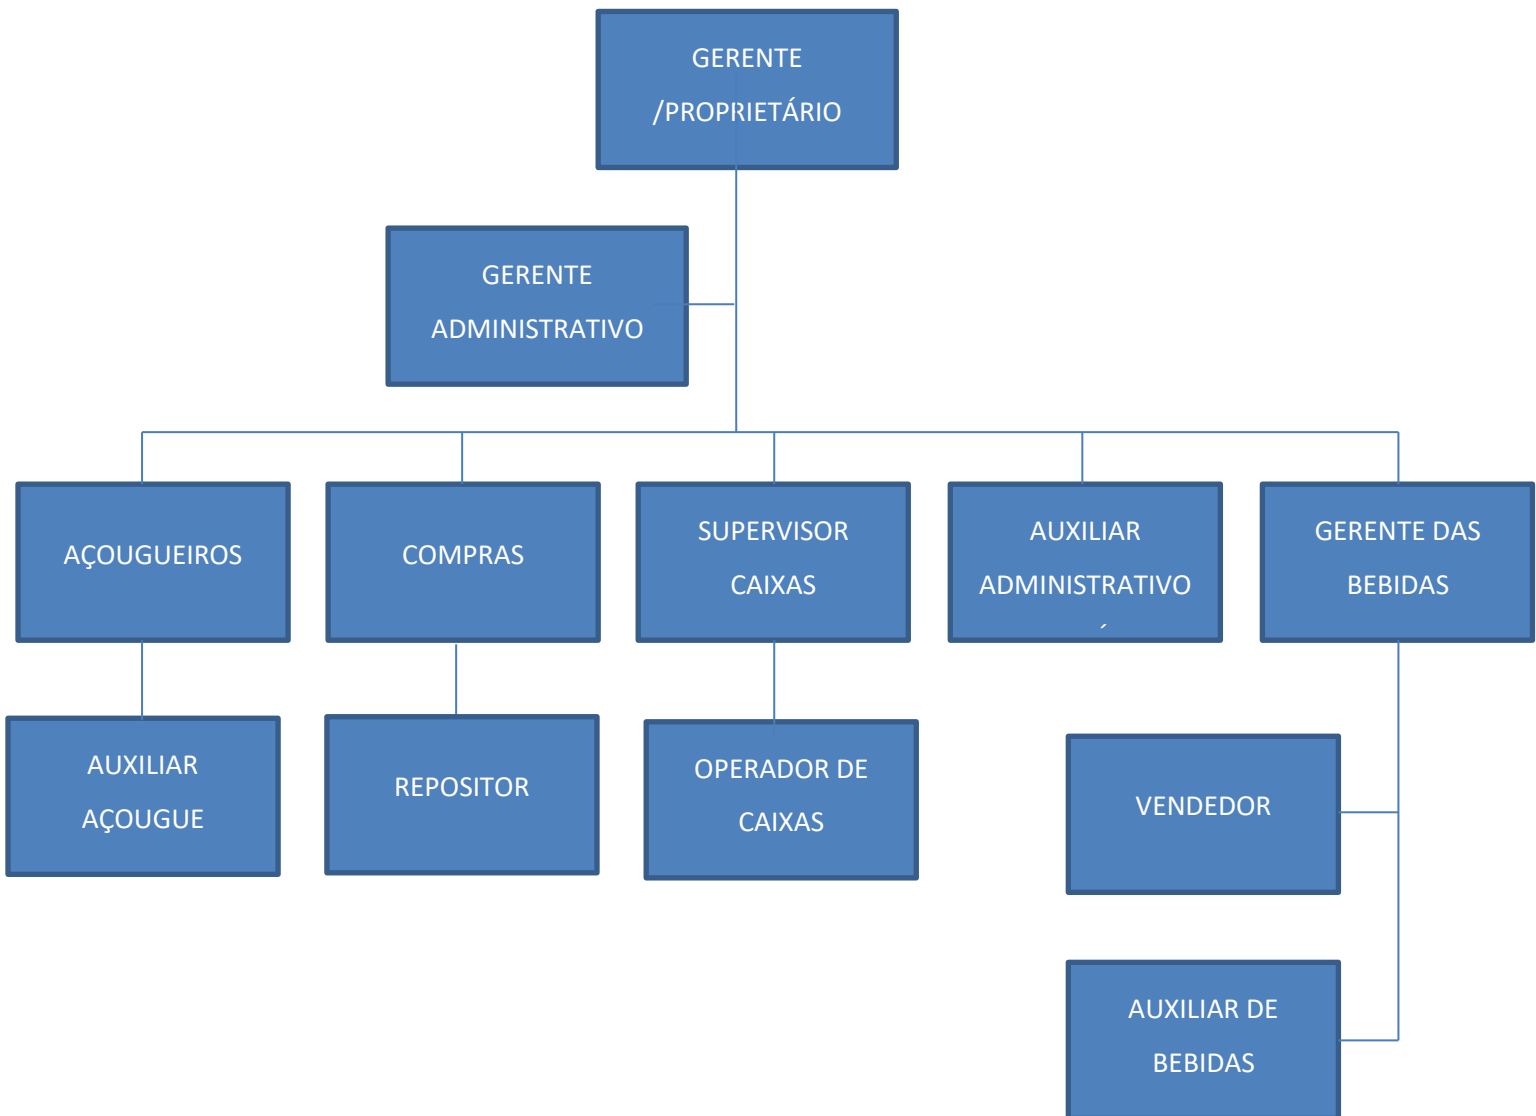 GERENTE
/PROPRIETÁRIO
GERENTE
ADMINISTRATIVO
AÇOUGUEIROS
COMPRAS
SUPERVISOR
CAIXAS
AUXILIAR
ADMINISTRATIVO
GERENTE DAS
BEBIDAS
AUXILIAR
AÇOUGUE
REPOSITOR
OPERADOR DE
CAIXAS
VENDEDOR
AUXILIAR DE
BEBIDAS